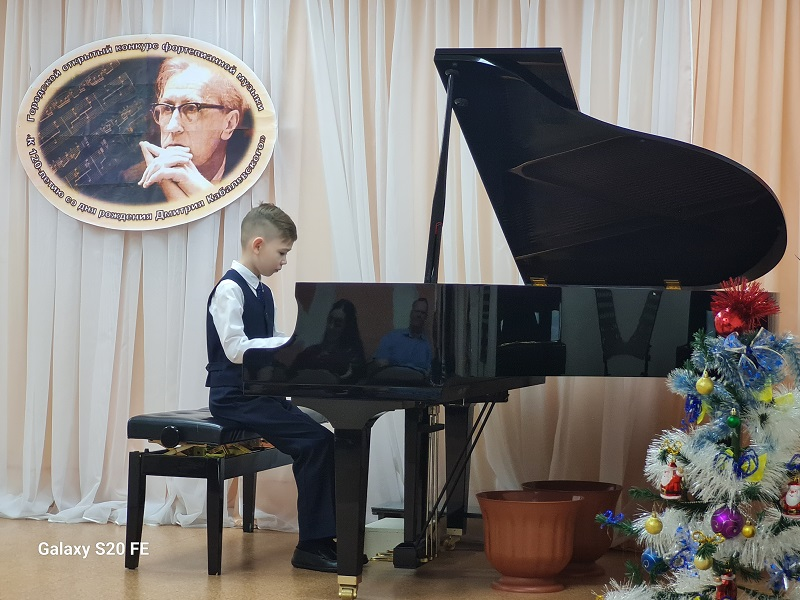 Городской открытый конкурс фортепианной музыки
К 120-летию со дня рождения Дмитрия Кабалевского»
Galaxy S20 FE